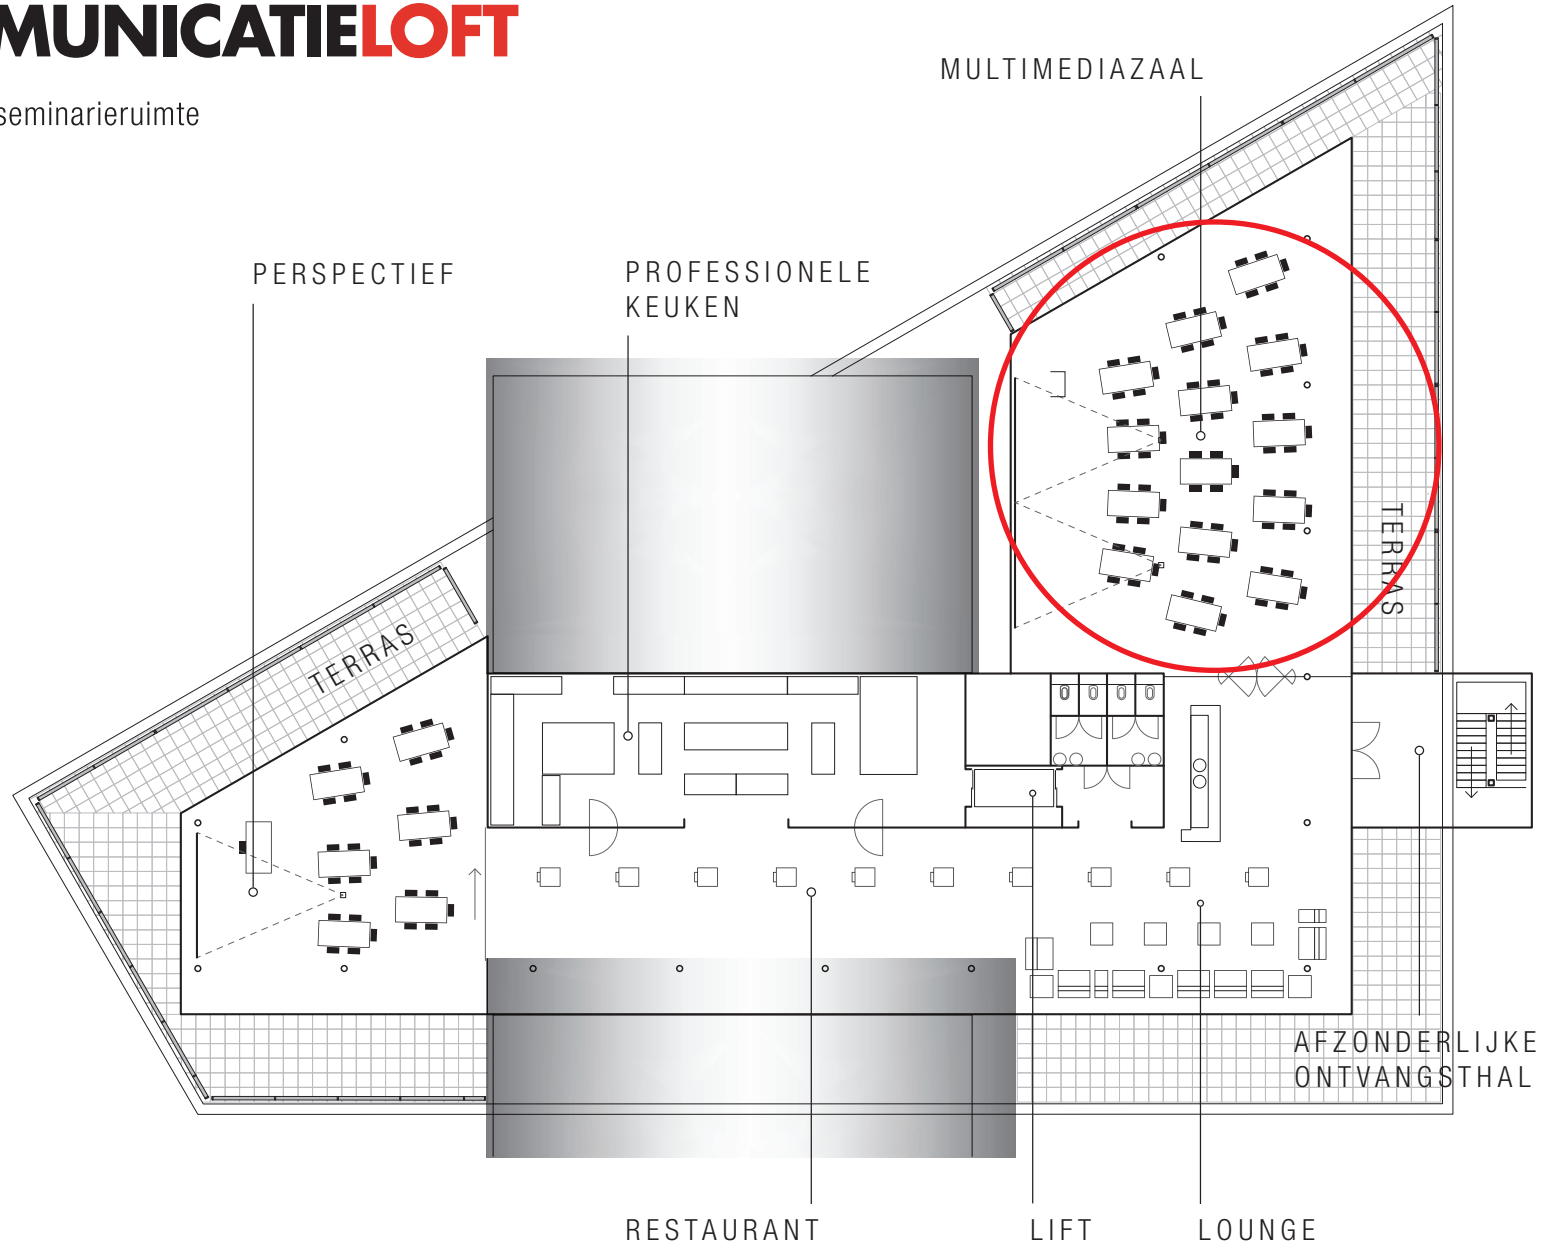 MUNICATIELOFT
seminarieruimte
MULTIMEDIAZAAL
PERSPECTIEF
PROFESSIONELE
KEUKEN
TERRAS
TERRAS
AFZONDERLIJKE
ONTVANGSTHAL
RESTAURANT
LIFT
LOUNGE